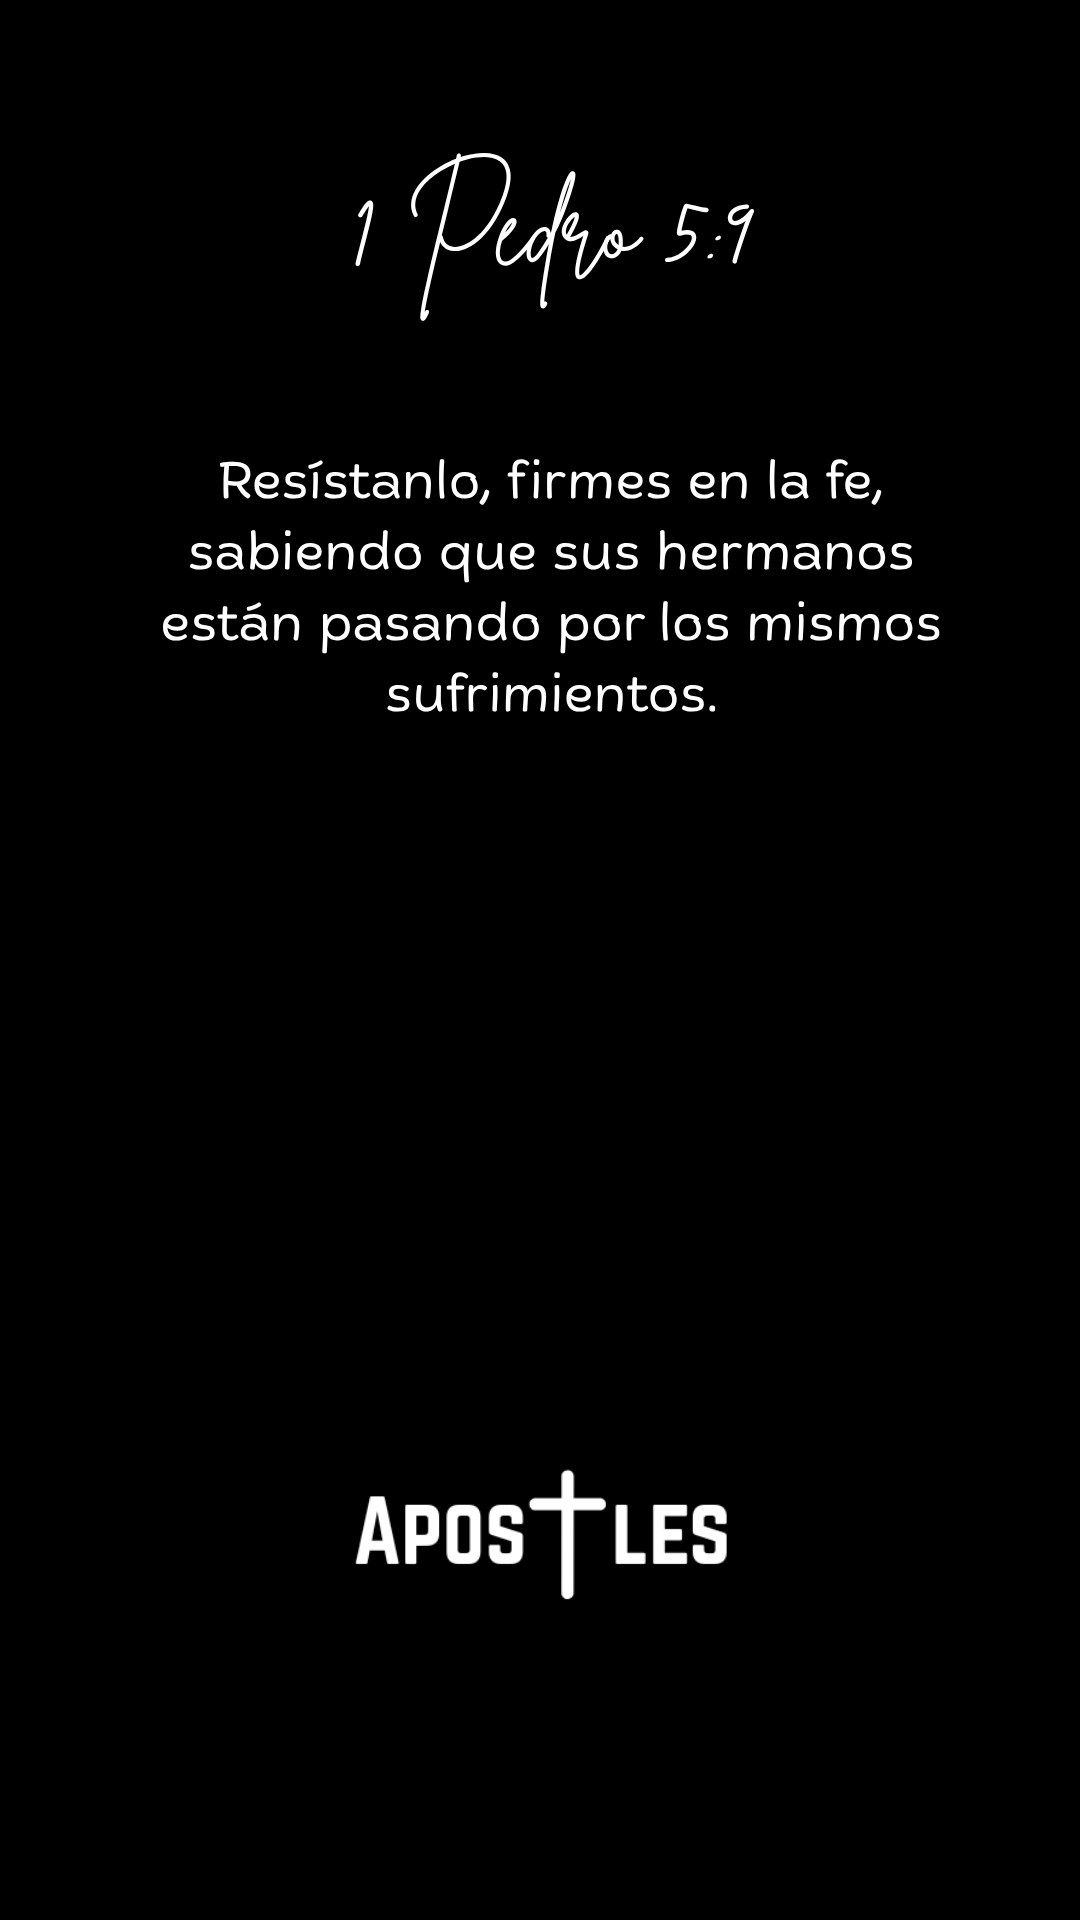 1 Pedro 5:9
Resístanlo, firmes en la fe,
sabiendo que sus hermanos
están pasando por los mismos
sufrimientos.
APOSTLES